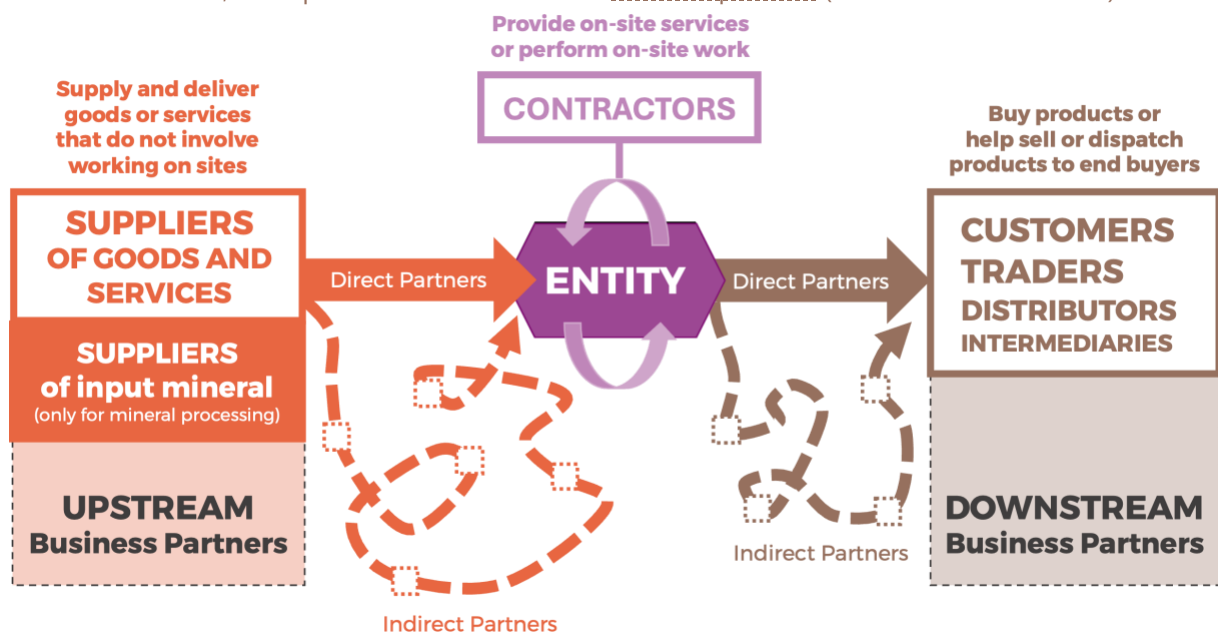 Provide on-site services
or perform on-site work
CONTRACTORS
Supply and deliver
goods or services
that do not involve
working on sites
SUPPLIERS
OF GOODS AND
SERVICES
SUPPLIERS
of input mineral
(only for mineral processing)
UPSTREAM
Business Partners
Direct Partners
Indirect Partners
ENTITY
Direct Partners
Indirect Partners
Buy products or
help sell or dispatch
products to end buyers
CUSTOMERS
TRADERS
DISTRIBUTORS
INTERMEDIARIES
DOWNSTREAM
Business Partners